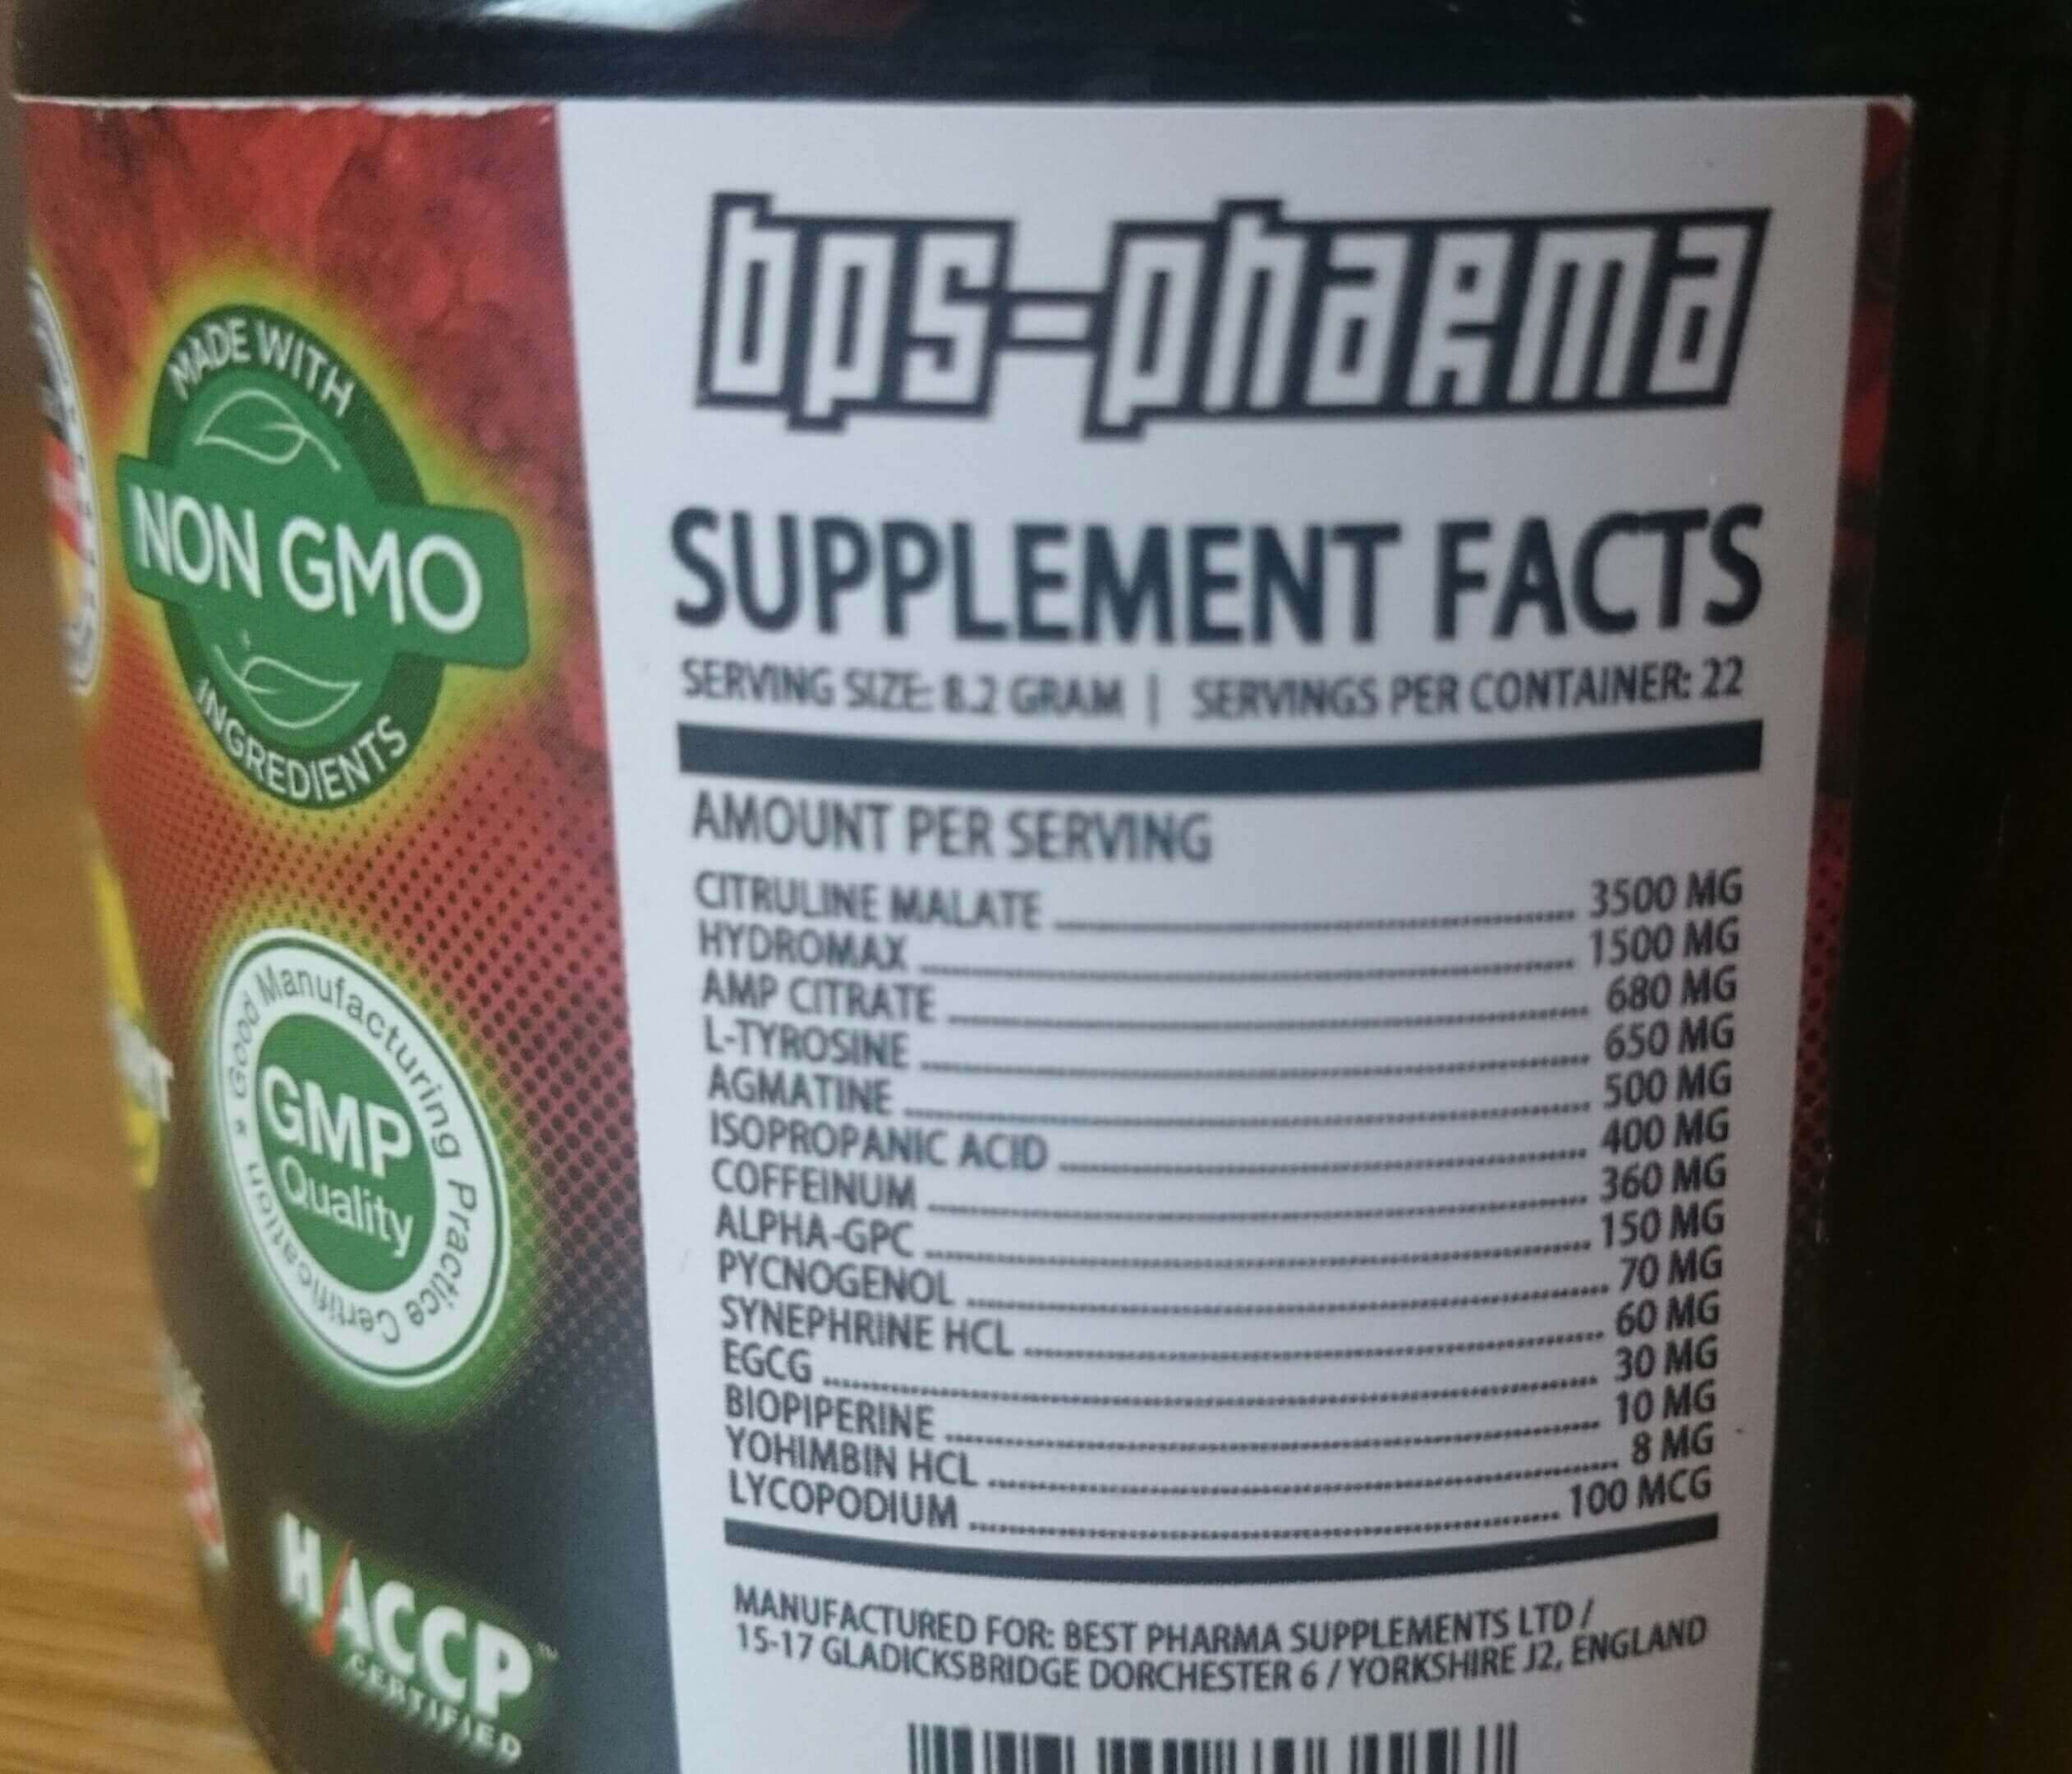 MADE WITH
NON GMO
INGREDIENTS
Good Manufacturing Practice Certification
GMP
Quality
HACCP
CERTIFIED
bps-pharma
SUPPLEMENT FACTS
SERVING SIZE: 8.2 GRAM | SERVINGS PER CONTAINER: 22
AMOUNT PER SERVING
CITRULINE MALATE 3500 MG
HYDROMAX 1500 MG
AMP CITRATE 680 MG
L-TYROSINE 650 MG
AGMATINE 500 MG
ISOPROPANIC ACID 400 MG
COFFEINUM 360 MG
ALPHA-GPC 150 MG
PYCNOGENOL 70 MG
SYNEPHRINE HCL 60 MG
EGCG 30 MG
BIOPIPERINE 10 MG
YOHIMBIN HCL 8 MG
LYCOPODIUM 100 MCG
MANUFACTURED FOR: BEST PHARMA SUPPLEMENTS LTD /
15-17 GLADICKSBRIDGE DORCHESTER 6 / YORKSHIRE J2, ENGLAND